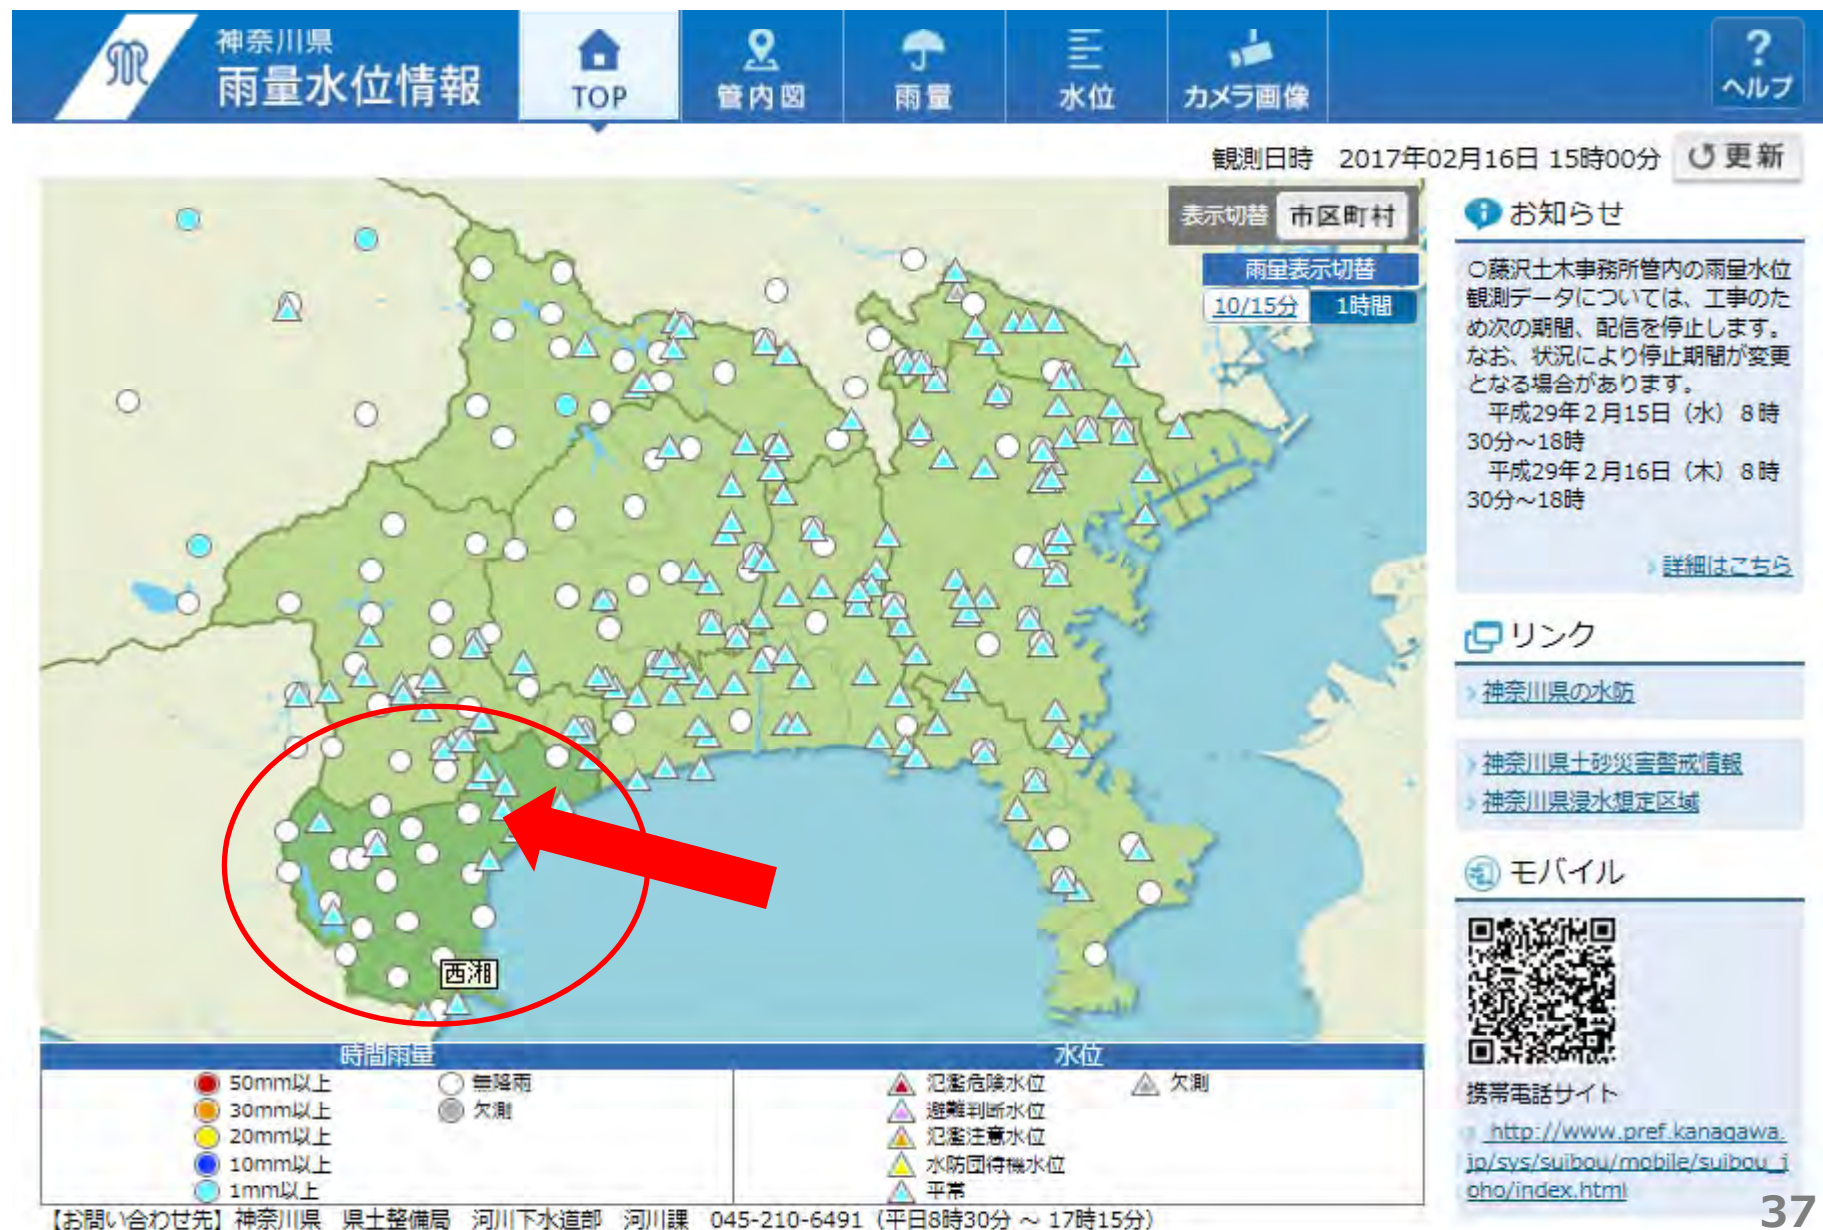 神奈川県
雨量水位情報
TOP
管内図
雨量
水位
カメラ画像
?
ヘルプ
観測日時 2017年02月16日 15時00分
更新
表示切替 市区町村
雨量表示切替
10/15分 1時間
西湘
お知らせ
○藤沢土木事務所管内の雨量水位
観測データについては、工事のた
め次の期間、配信を停止します。
なお、状況により停止期間が変更
となる場合があります。
平成29年2月15日(水)8時
30分~18時
平成29年2月16日(木)8時
30分~18時
詳細はこちら
リンク
神奈川県の水防
神奈川県土砂災害警戒情報
神奈川県浸水想定区域
モバイル
携帯電話サイト
http://www.pref.kanagawa.
jp/sys/suibou/mobile/suibou_j
oho/index.html
時間雨量
50mm以上
30mm以上
20mm以上
10mm以上
1mm以上
無降雨
欠測
水位
氾濫危険水位
避難判断水位
氾濫注意水位
水防団待機水位
平常
欠測
【お問い合わせ先】神奈川県 県土整備局 河川下水道部 河川課 045-210-6491(平日8時30分 ~ 17時15分)
37